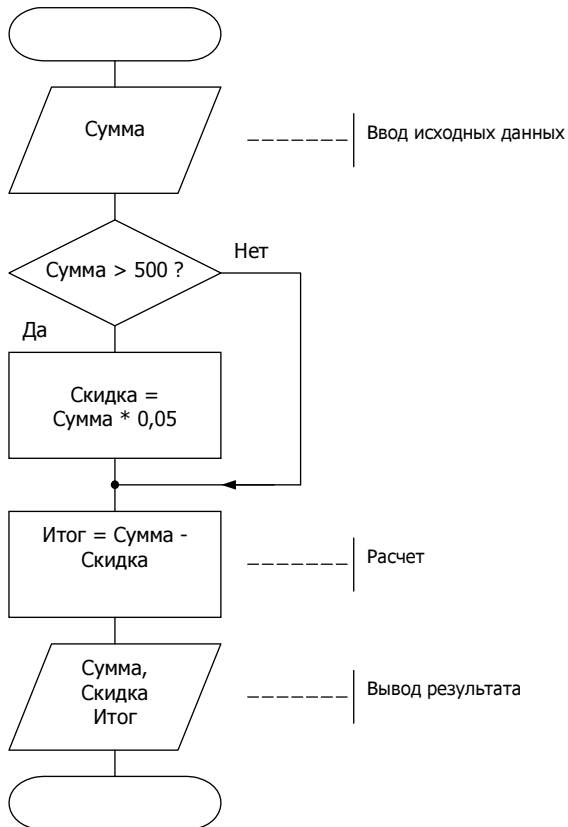 Сумма
Ввод исходных данных
Сумма > 500 ?
Нет
Да
Скидка =
Сумма * 0,05
Итог = Сумма -
Скидка
Расчет
Сумма,
Скидка
Итог
Вывод результата